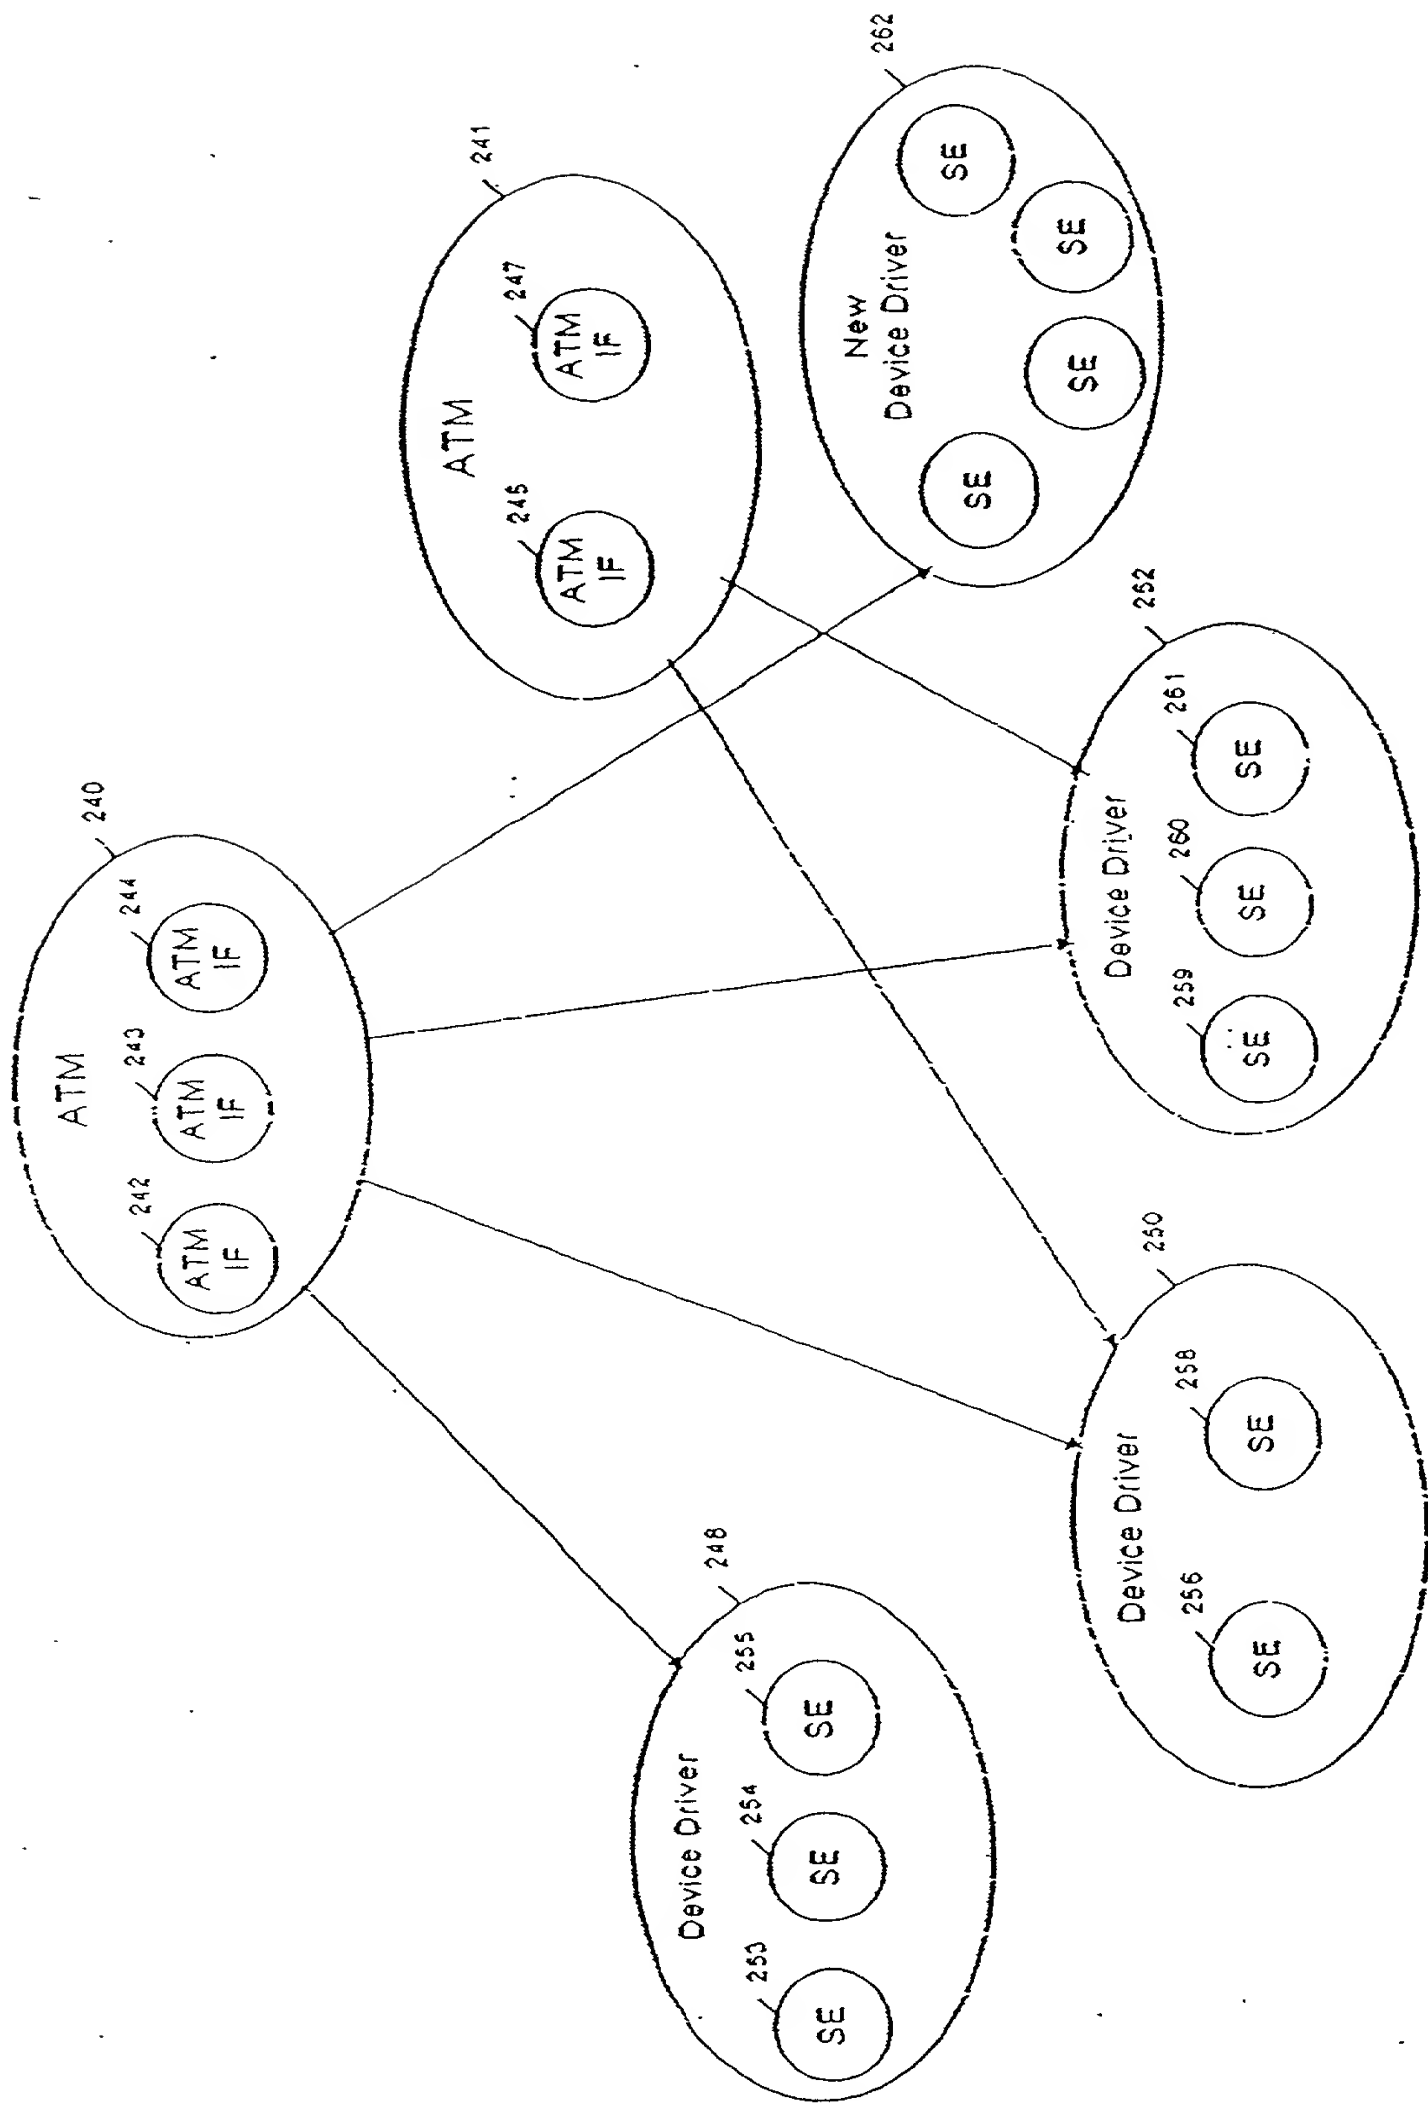 240
ATM
242
243
244
ATM
IF
ATM
IF
ATM
IF
241
ATM
245
247
ATM
IF
ATM
IF
248
Device Driver
253
254
255
SE
SE
SE
262
New
Device Driver
SE
SE
SE
SE
250
Device Driver
256
258
SE
SE
252
Device Driver
259
260
261
SE
SE
SE